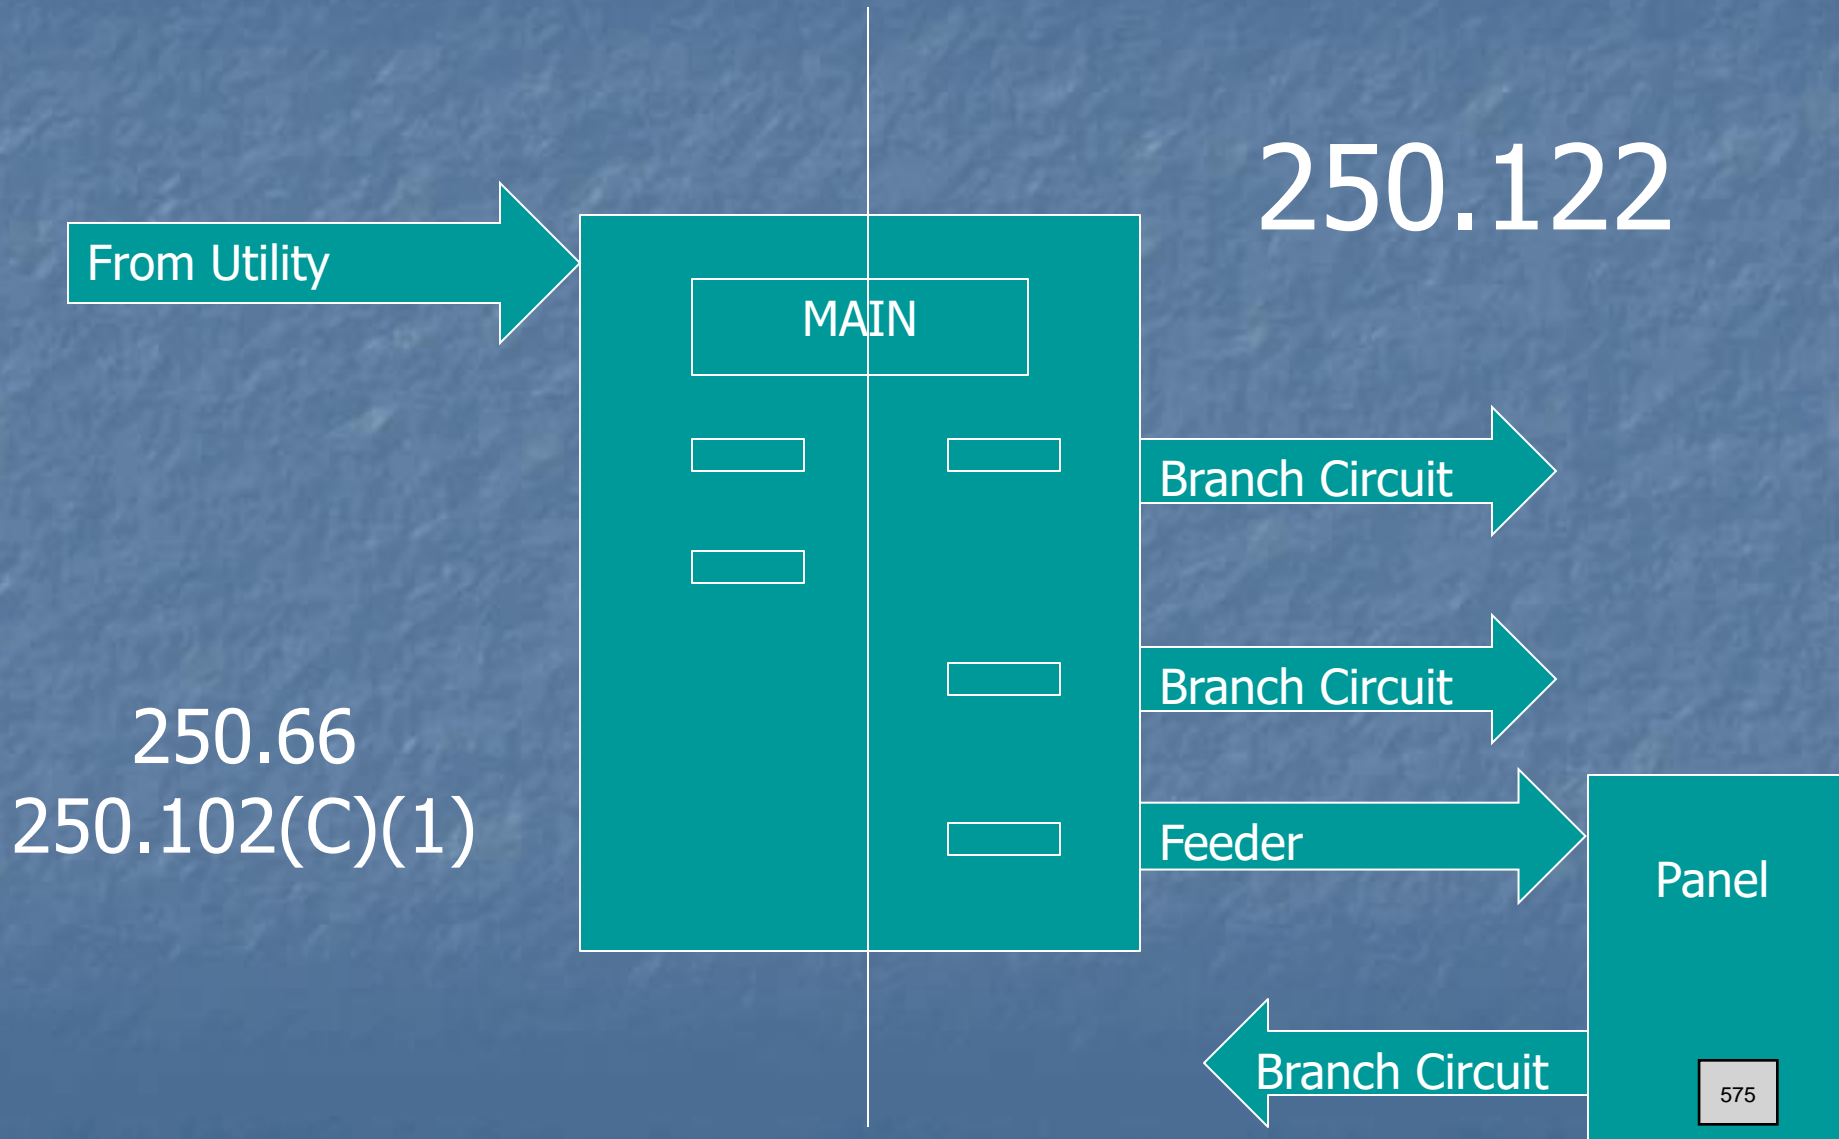 250.122
From Utility
MAIN
Branch Circuit
Branch Circuit
250.66
250.102(C)(1)
Feeder
Panel
Branch Circuit
575